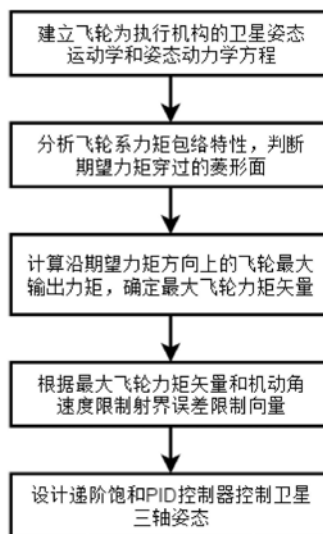 建立飞轮为执行机构的卫星姿态
运动学和姿态动力学方程
分析飞轮系力矩包络特性，判断
期望力矩穿过的菱形面
计算沿期望力矩方向上的飞轮最大
输出力矩，确定最大飞轮力矩矢量
根据最大飞轮力矩矢量和机动角
速度限制射界误差限制向量
设计递阶饱和PID控制器控制卫星
三轴姿态